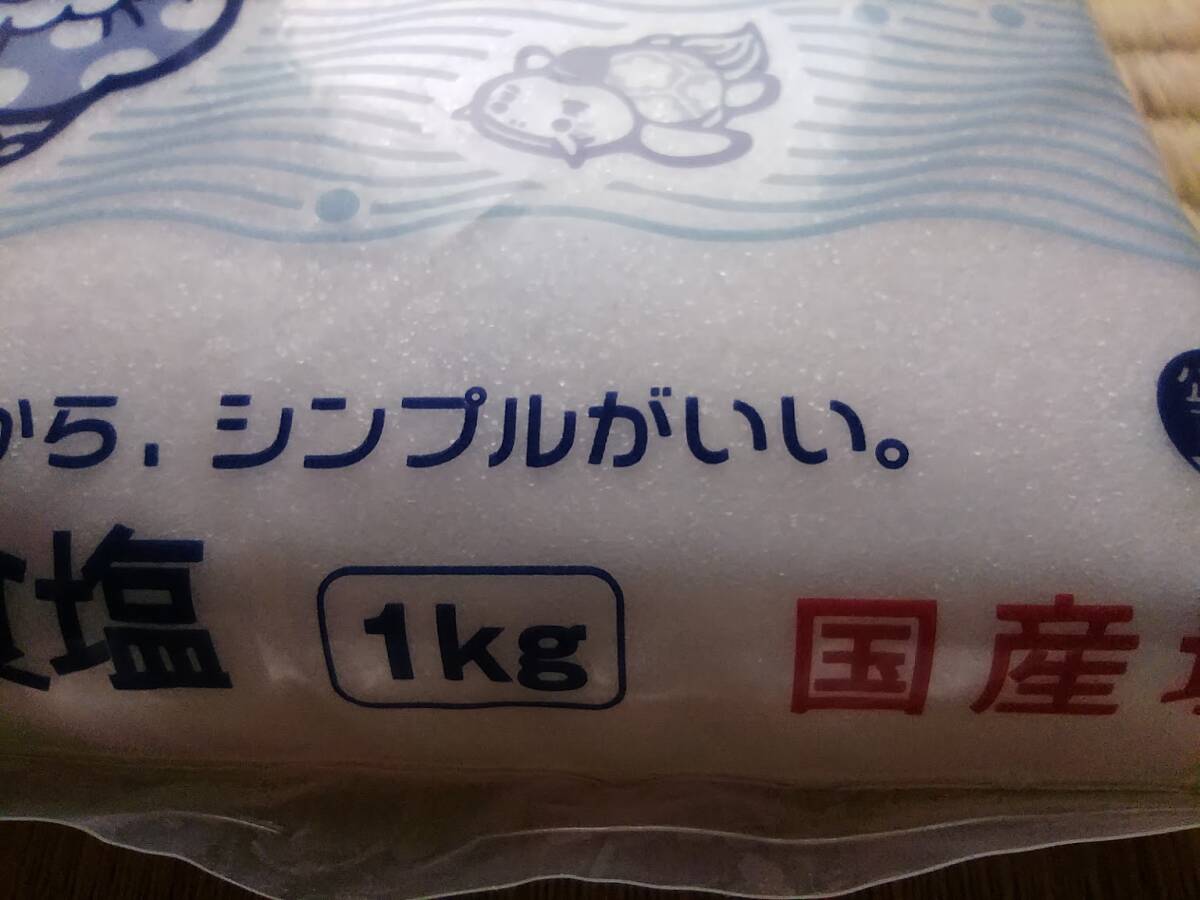 から, シンプルがいい。
塩
1kg
国産